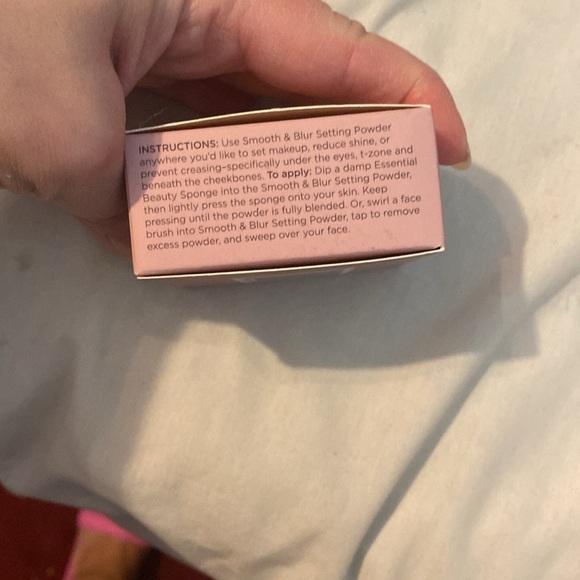 INSTRUCTIONS: Use Smooth & Blur Setting Powder
anywhere you'd like to set makeup, reduce shine, or
prevent creasing–specifically under the eyes, t-zone and
beneath the cheekbones. To apply: Dip a damp Essential
Beauty Sponge into the Smooth & Blur Setting Powder,
then lightly press the sponge onto your skin. Keep
pressing until the powder is fully blended. Or, swirl a face
brush into Smooth & Blur Setting Powder, tap to remove
excess powder, and sweep over your face.